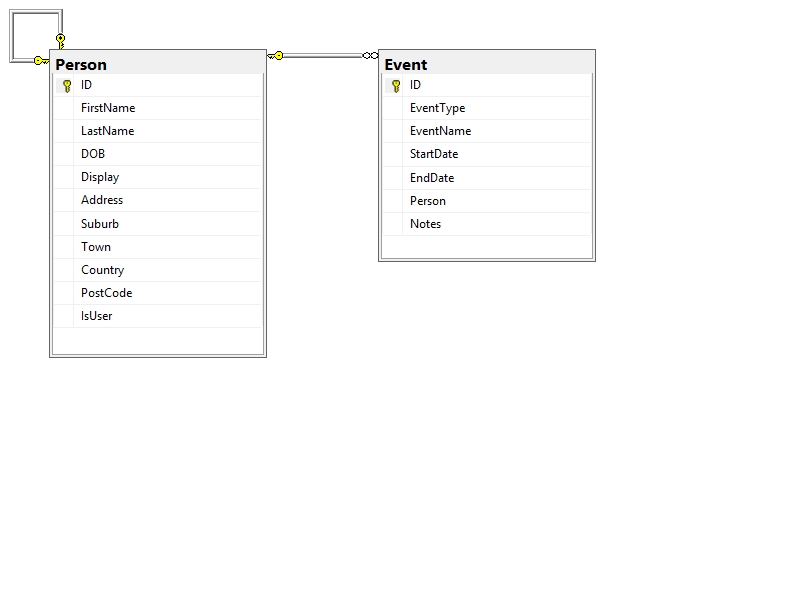 Person
ID
FirstName
LastName
DOB
Display
Address
Suburb
Town
Country
PostCode
IsUser
Event
ID
EventType
EventName
StartDate
EndDate
Person
Notes